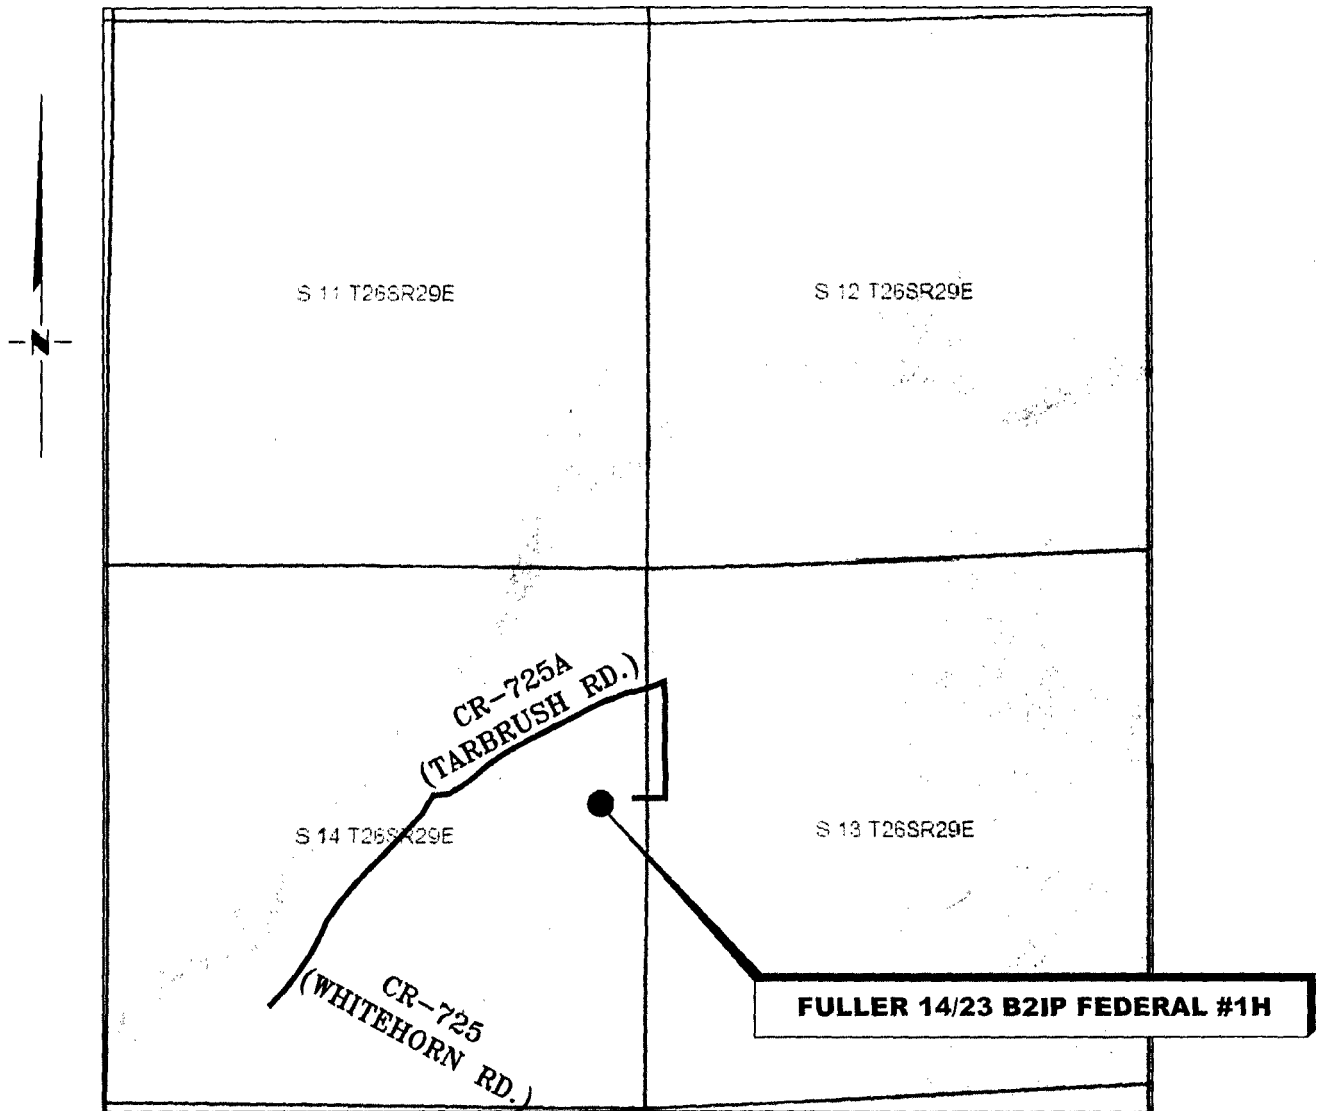 S 11 T26SR29E
S 12 T26SR29E
N
CR-725A
(TARBRUSH RD.)
S 14 T26SR29E
S 13 T26SR29E
CR-725
(WHITEHORN RD.)
FULLER 14/23 B2IP FEDERAL #1H